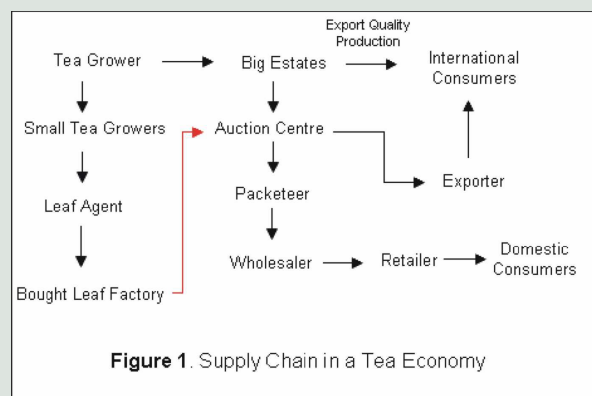 Export Quality
Production
Tea Grower
Big Estates
International
Consumers
Small Tea Growers
Auction Centre
Leaf Agent
Packeteer
Exporter
Wholesaler
Retailer
Domestic
Consumers
Bought Leaf Factory
Figure 1. Supply Chain in a Tea Economy